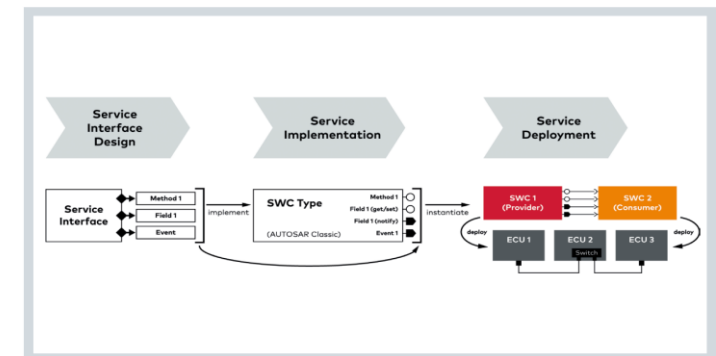 Service
Interface
Design
Service
Implementation
Service
Deployment
Service
Interface
Method 1
Field 1
Event
implement
SWC Type
(AUTOSAR Classic)
Method 1
Field 1 (get/set)
Field 1 (notify)
Event 1
instantiate
SWC 1
(Provider)
SWC 2
(Consumer)
deploy
deploy
ECU 1
ECU 2
Switch
ECU 3